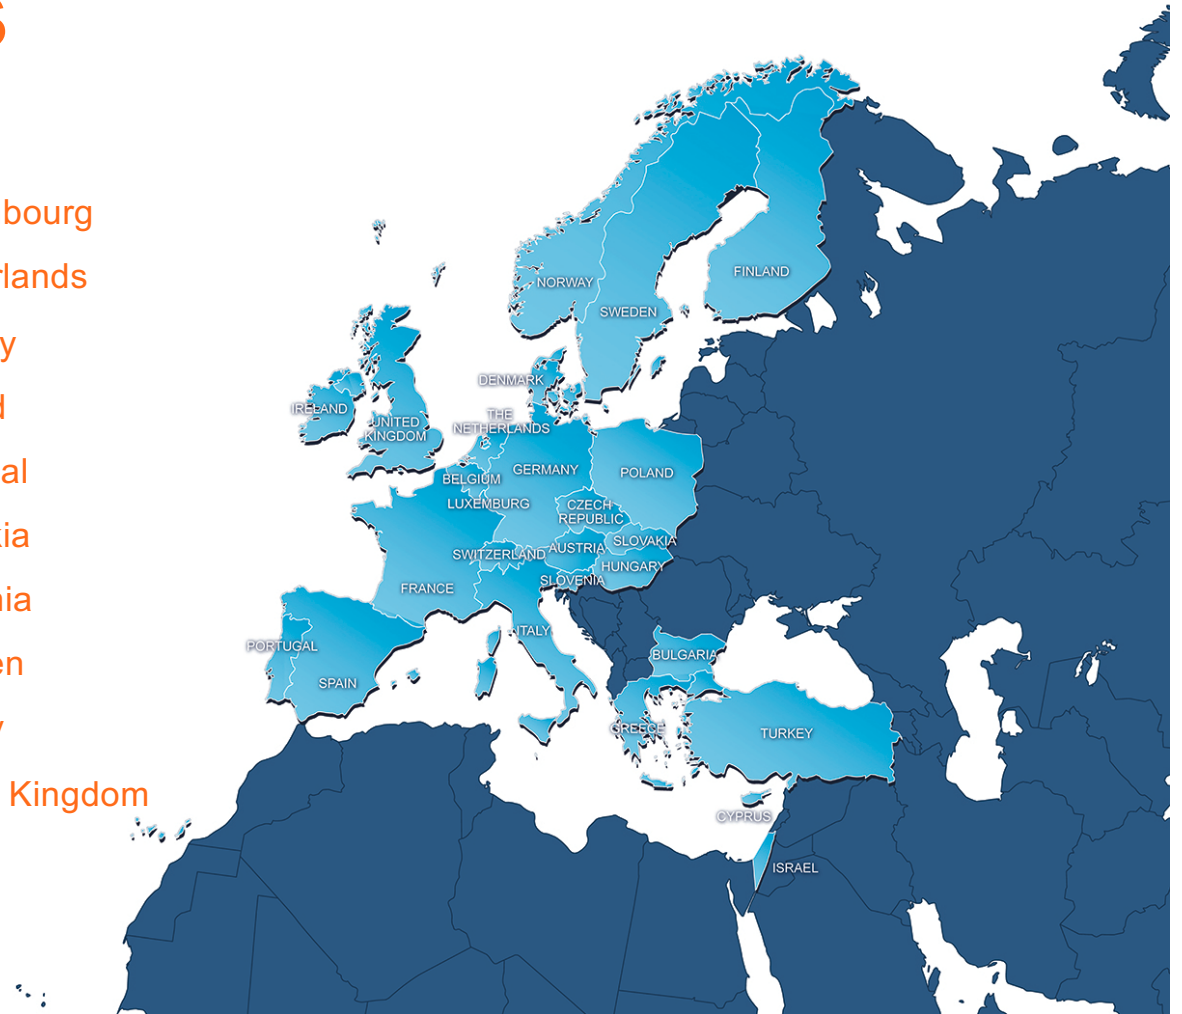 s
bourg
rlands
y
d
al
kia
nia
en
y
Kingdom
NORWAY
FINLAND
SWEDEN
DENMARK
IRELAND
THE
NETHERLANDS
UNITED
KINGDOM
GERMANY
POLAND
BELGIUM
LUXEMBURG
CZECH
REPUBLIC
SLOVAKIA
AUSTRIA
SWITZERLAND
HUNGARY
SLOVENIA
FRANCE
ITALY
PORTUGAL
BULGARIA
SPAIN
GREECE
TURKEY
CYPRUS
ISRAEL